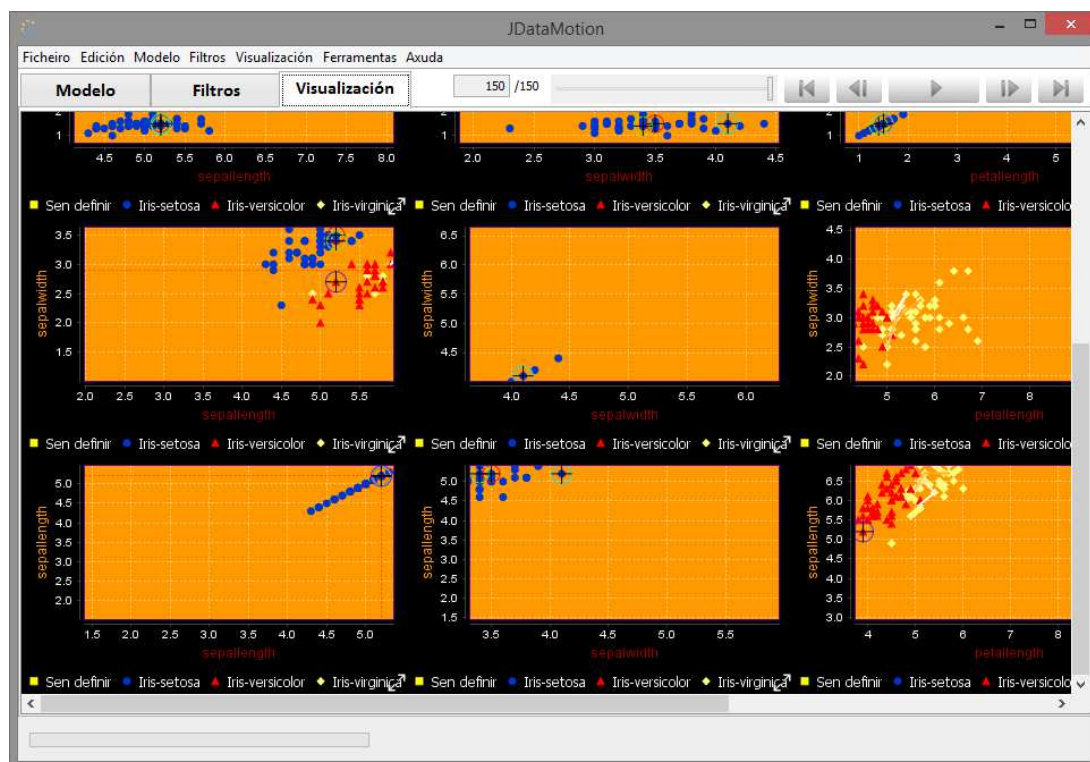 JDataMotion
Ficheiro Edición Modelo Filtros Visualización Ferramentas Axuda
Modelo Filtros Visualización 150 /150
1 1 1
4.5 5.0 5.5 6.0 6.5 7.0 7.5 8.0 2.0 2.5 3.0 3.5 4.0 4.5 1 2 3 4 5
sepallength sepalwidth petallength
Sen definir Iris-setosa Iris-versicolor Iris-virginica Sen definir Iris-setosa Iris-versicolor Iris-virginica Sen definir Iris-setosa Iris-versicolo
sepalwidth
3.5
3.0
2.5
2.0
1.5
2.0 2.5 3.0 3.5 4.0 4.5 5.0 5.5
sepallength
sepalwidth
6.5
6.0
5.0
4.5
4.0 4.5 5.0 5.5 6.0
sepalwidth
sepalwidth
4.5
4.0
3.5
3.0
2.5
2.0
5 6 7 8
petallength
Sen definir Iris-setosa Iris-versicolor Iris-virginica Sen definir Iris-setosa Iris-versicolor Iris-virginica Sen definir Iris-setosa Iris-versicolo
sepallength
5.0
4.5
4.0
3.5
3.0
2.5
2.0
1.5 2.0 2.5 3.0 3.5 4.0 4.5 5.0
sepallength
sepallength
5.0
4.5
4.0
3.5
3.0
2.5
2.0
1.5
3.5 4.0 4.5 5.0 5.5
sepalwidth
sepallength
6.5
6.0
5.5
5.0
4.5
4.0
3.5
3.0
4 5 6 7 8
petallength
Sen definir Iris-setosa Iris-versicolor Iris-virginica Sen definir Iris-setosa Iris-versicolor Iris-virginica Sen definir Iris-setosa Iris-versicolo